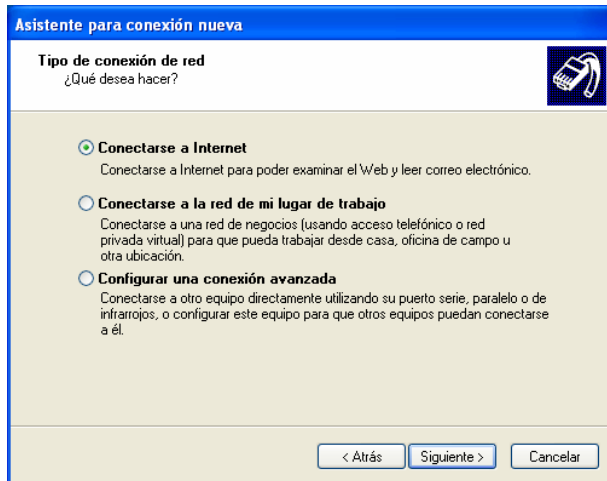 Asistente para conexión nueva
Tipo de conexión de red
¿Qué desea hacer?
Conectarse a Internet
Conectarse a Internet para poder examinar el Web y leer correo electrónico.
Conectarse a la red de mi lugar de trabajo
Conectarse a una red de negocios (usando acceso telefónico o red
privada virtual) para que pueda trabajar desde casa, oficina de campo u
otra ubicación.
Configurar una conexión avanzada
Conectarse a otro equipo directamente utilizando su puerto serie, paralelo o de
infrarrojos, o configurar este equipo para que otros equipos puedan conectarse
a él.
< Atrás Siguiente > Cancelar